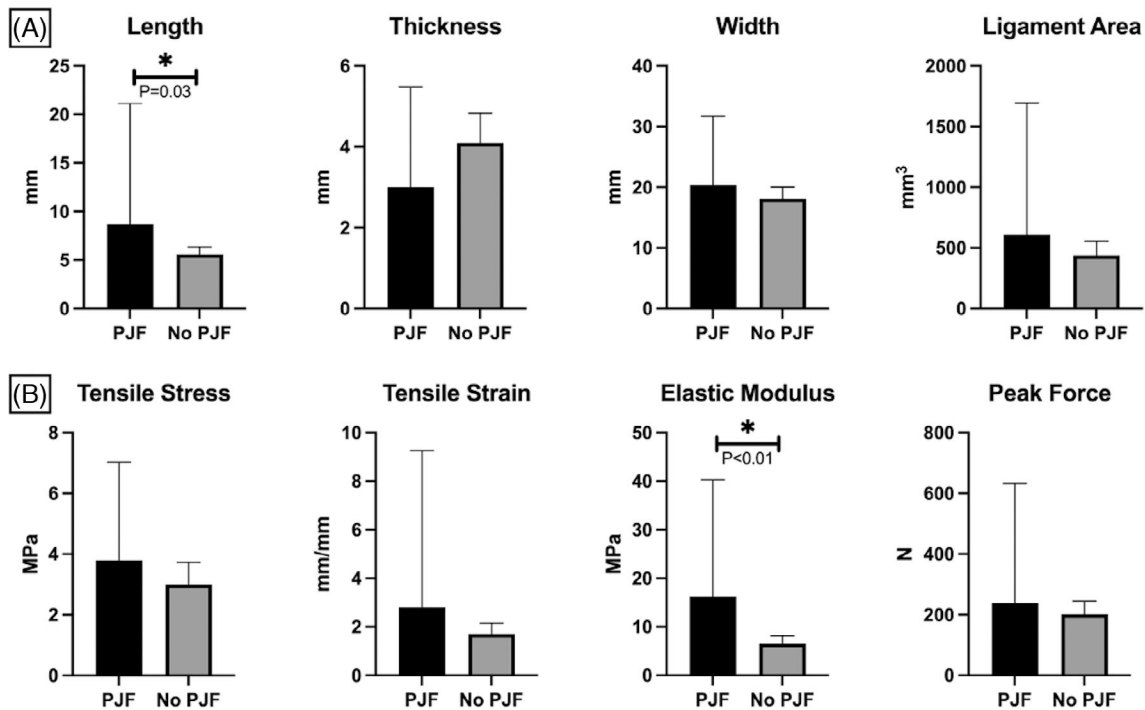 (A)
Length
25
20
15
10
5
0
mm
*
P=0.03
PJF No PJF
Thickness
6
4
2
0
mm
PJF No PJF
Width
40
30
20
10
0
mm
PJF No PJF
Ligament Area
2000
1500
1000
500
0
mm³
PJF No PJF
(B)
Tensile Stress
8
6
4
2
0
MPa
PJF No PJF
Tensile Strain
10
8
6
4
2
0
mm/mm
PJF No PJF
Elastic Modulus
50
40
30
20
10
0
MPa
*
P<0.01
PJF No PJF
Peak Force
800
600
400
200
0
N
PJF No PJF